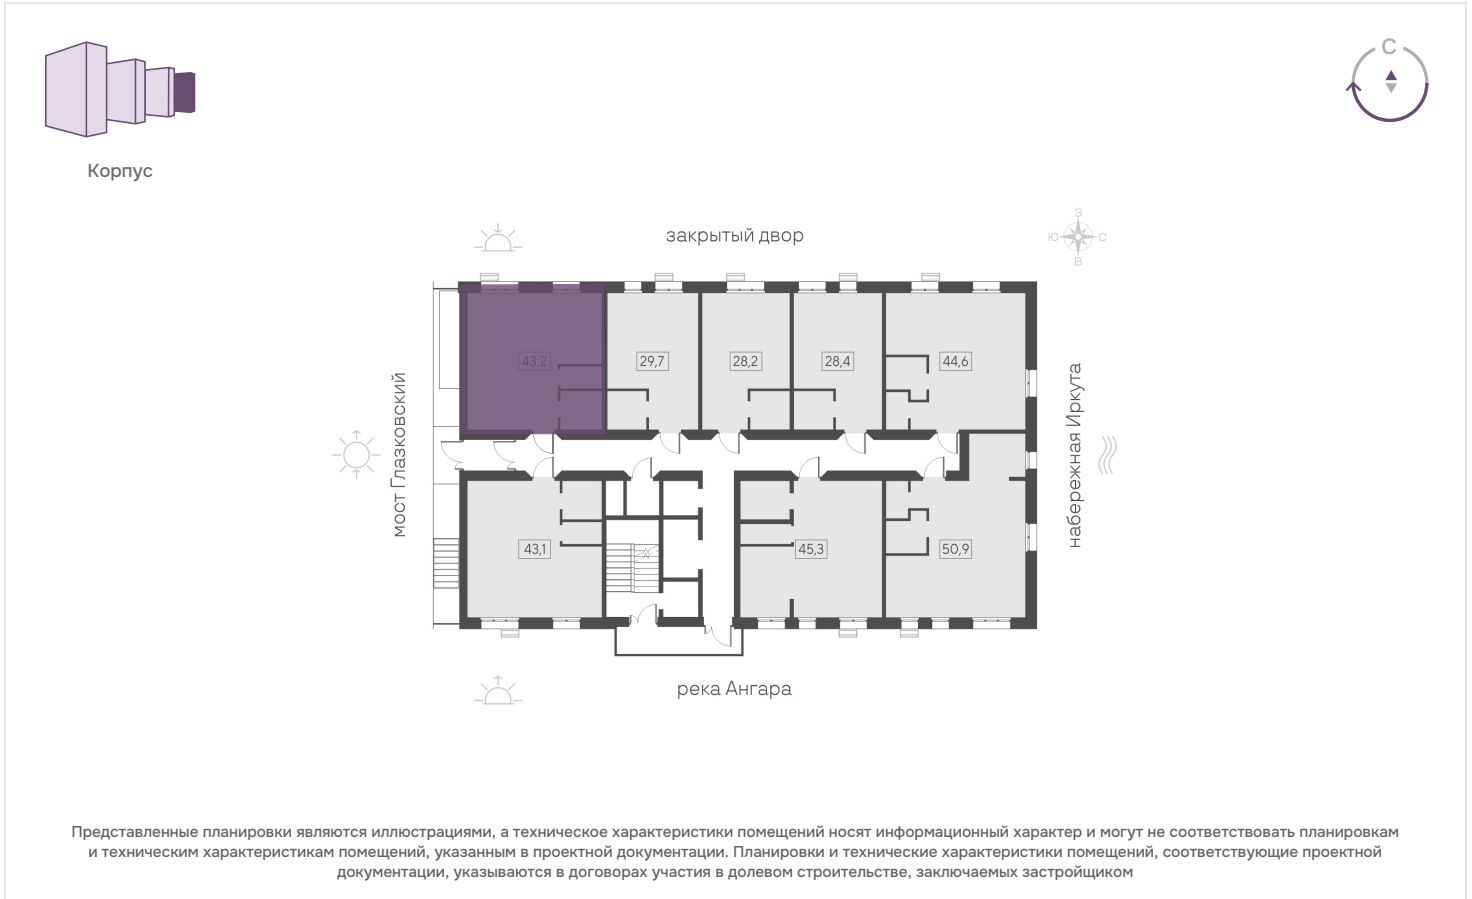 С
Корпус
закрытый двор
З
Ю
С
В
43,2
29,7
28,2
28,4
44,6
мост Глазковский
набережная Иркута
43,1
45,3
50,9
река Ангара
Представленные планировки являются иллюстрациями, а техническое характеристики помещений носят информационный характер и могут не соответствовать планировкам
и техническим характеристикам помещений, указанным в проектной документации. Планировки и технические характеристики помещений, соответствующие проектной
документации, указываются в договорах участия в долевом строительстве, заключаемых застройщиком